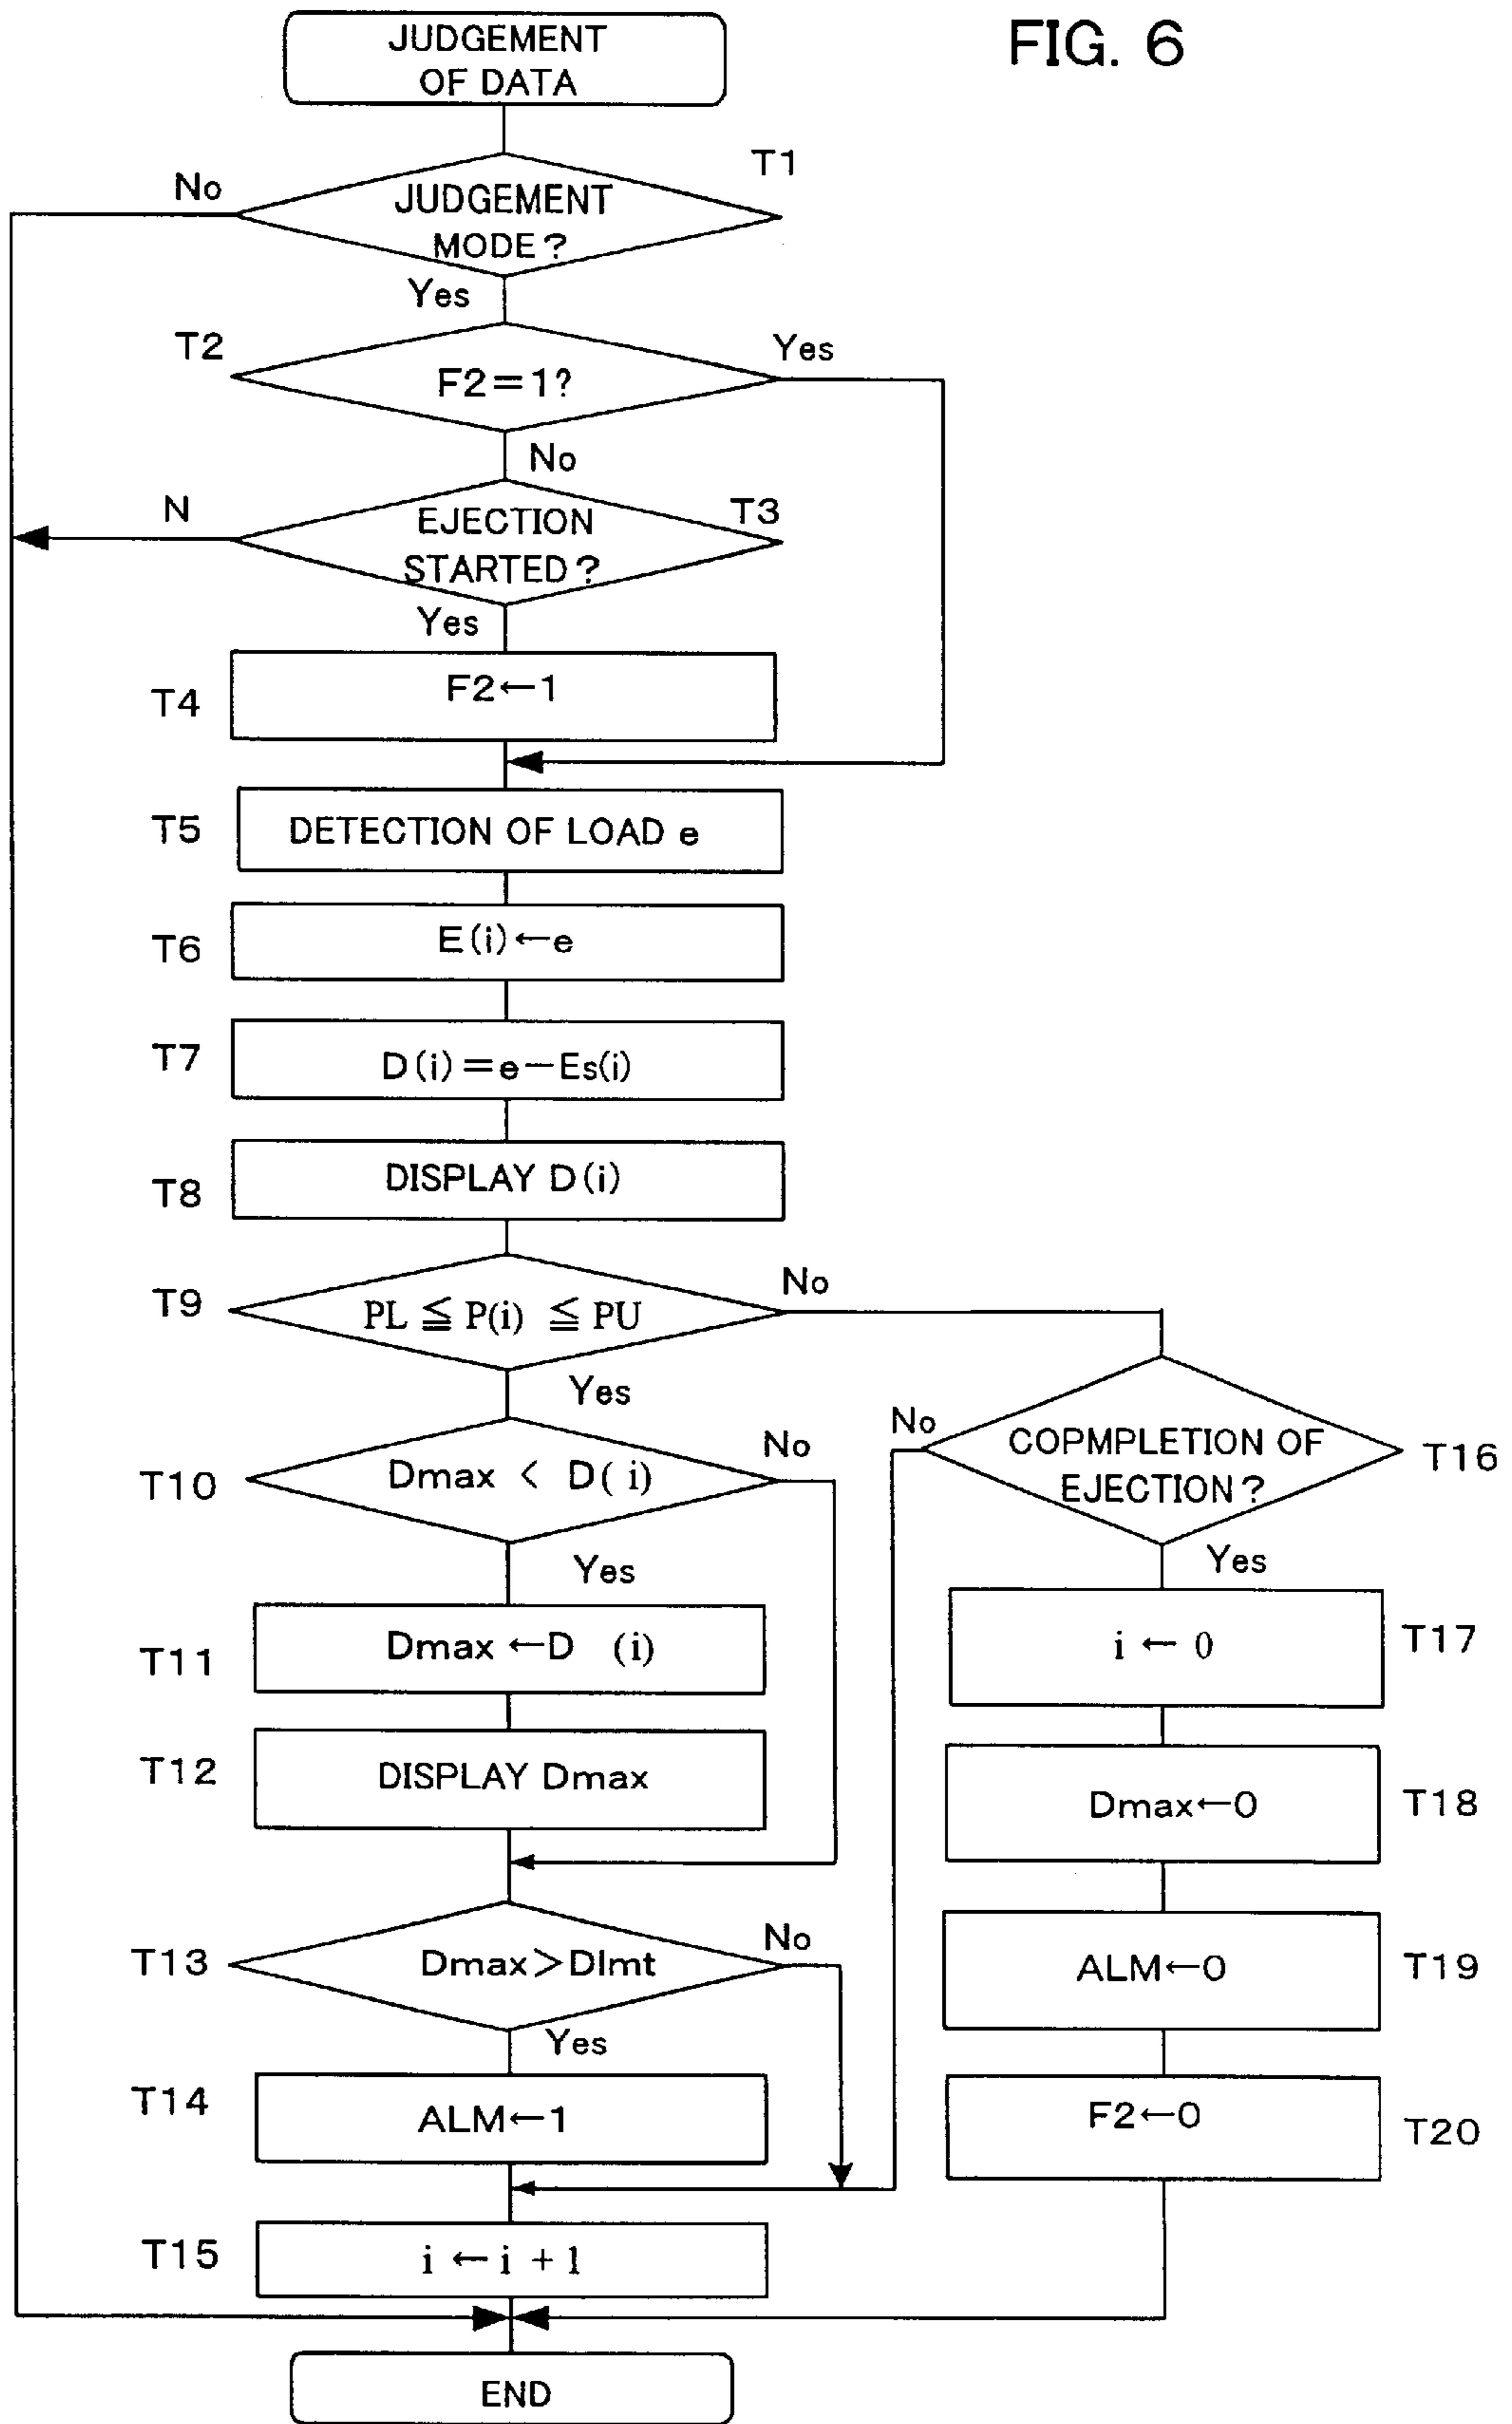 FIG. 6
JUDGEMENT
OF DATA
T1
No
JUDGEMENT
MODE?
Yes
T2
Yes
F2=1?
No
N
T3
EJECTION
STARTED?
Yes
T4
F2←1
T5
DETECTION OF LOAD e
T6
E(i)←e
T7
D(i)=e-Es(i)
T8
DISPLAY D(i)
T9
No
PL ≦ P(i) ≦ PU
Yes
T10
No
Dmax < D(i)
Yes
T11
Dmax ←D (i)
T12
DISPLAY Dmax
T13
No
Dmax>Dlmt
Yes
T14
ALM←1
T15
i ← i + 1
No
COPMPLETION OF
EJECTION?
T16
Yes
i ← 0
T17
Dmax←0
T18
ALM←0
T19
F2←0
T20
END